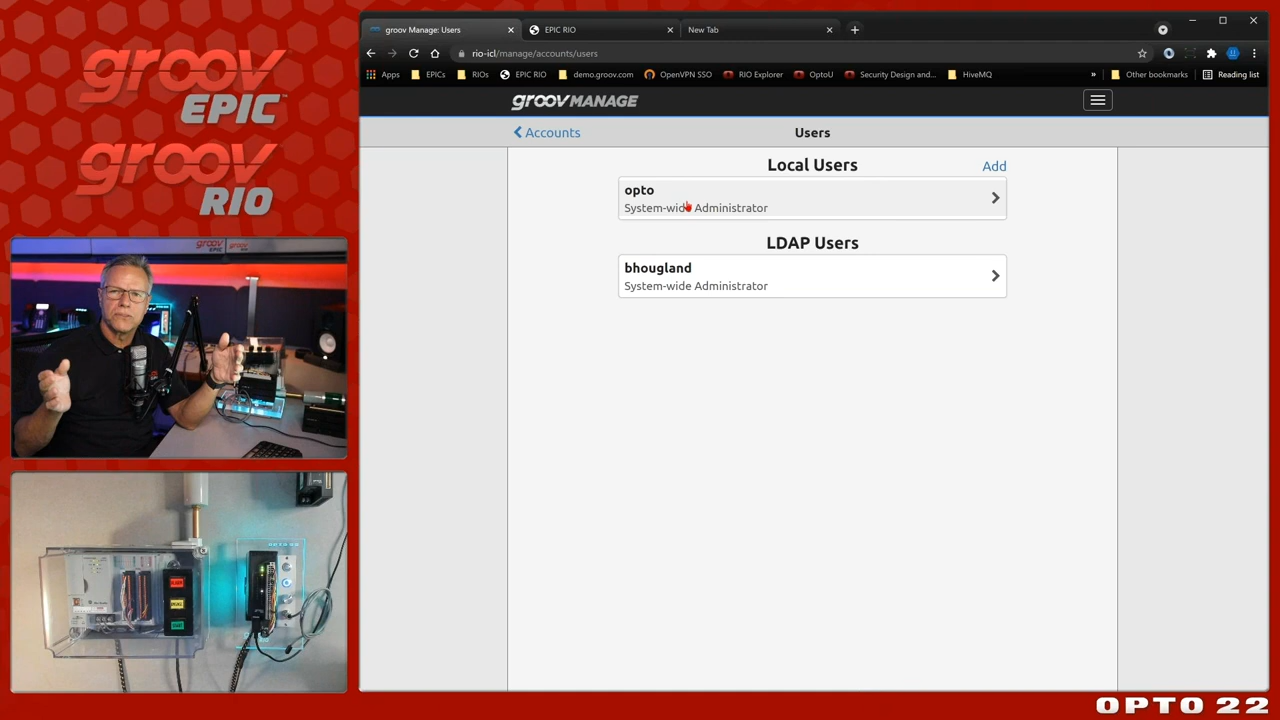 groov
EPIC™
groov
RIO
groov Manage: Users
EPIC RIO
New Tab
rio-icl/manage/accounts/users
Apps
EPICs
RIOs
EPIC RIO
demo.groov.com
OpenVPN SSO
RIO Explorer
OptoU
Security Design and...
HiveMQ
»
Other bookmarks
Reading list
groov MANAGE
Accounts
Users
Local Users
Add
opto
System-wide Administrator
LDAP Users
bhougland
System-wide Administrator
OPTO 22